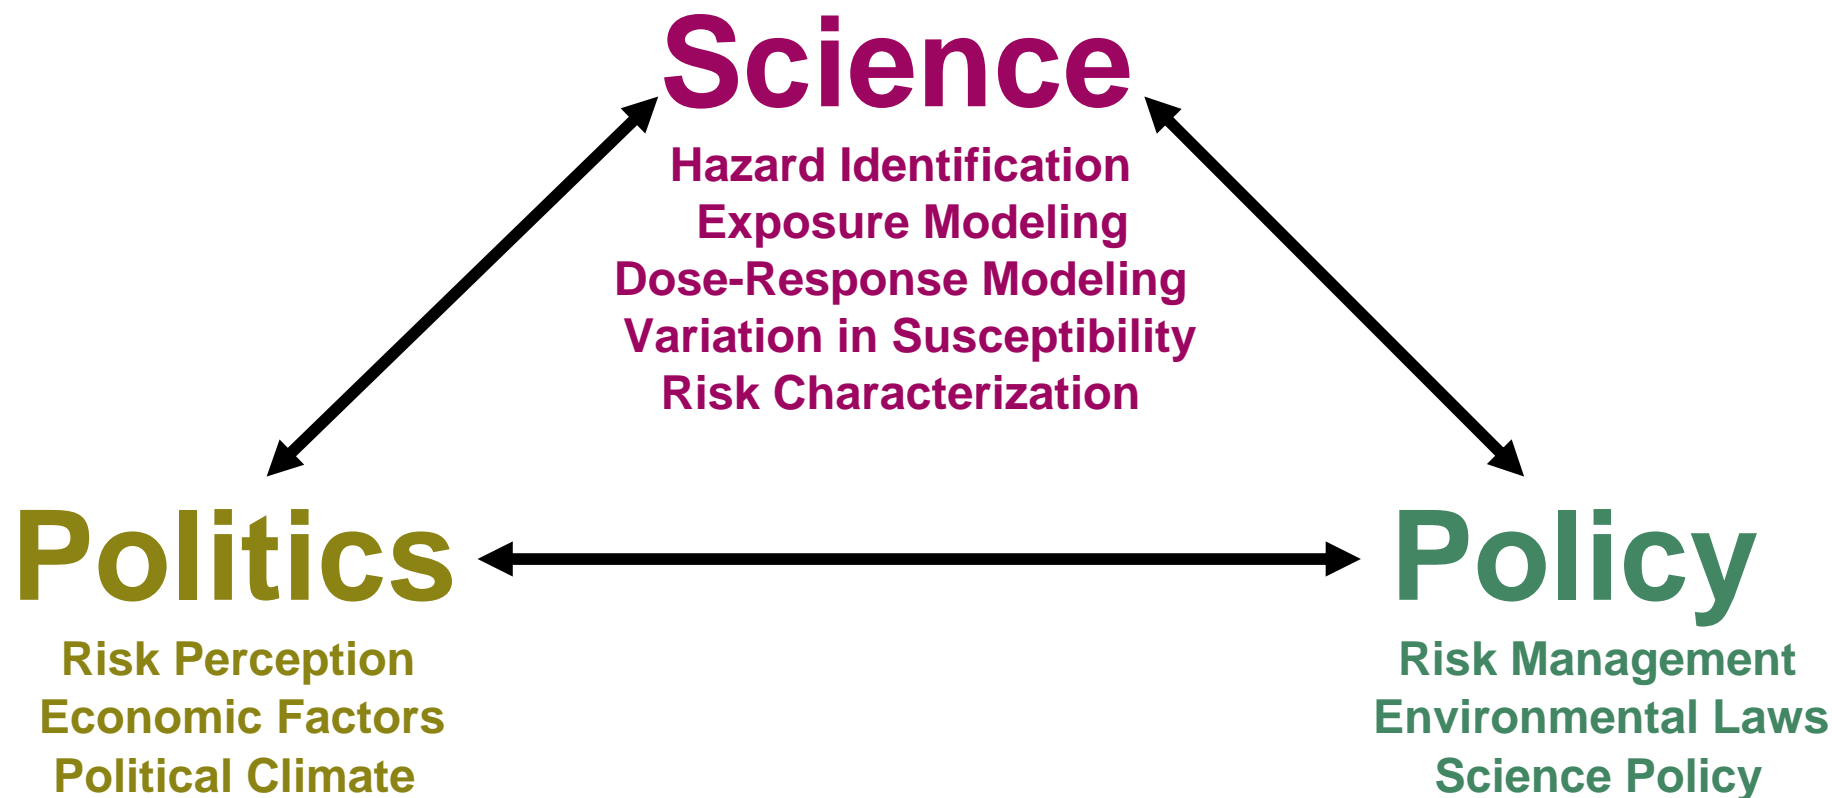 Science
Hazard Identification
Exposure Modeling
Dose-Response Modeling
Variation in Susceptibility
Risk Characterization
Politics
Risk Perception
Economic Factors
Political Climate
Policy
Risk Management
Environmental Laws
Science Policy